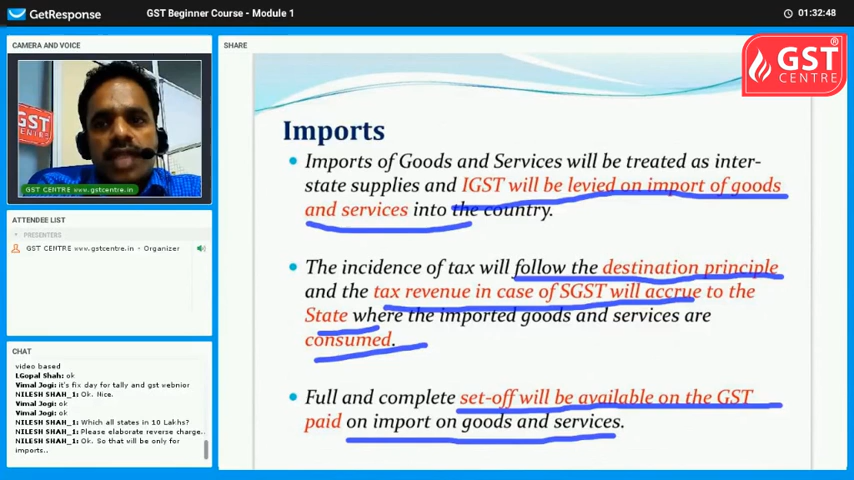 GetResponse
GST Beginner Course - Module 1
01:32:48
CAMERA AND VOICE
GST
CENTRE
GST CENTRE www.gstcentre.in
ATTENDEE LIST
PRESENTERS
GST CENTRE www.gstcentre.in - Organizer
CHAT
video based
LGopal Shah: ok
Vimal Jogi: it's fix day for tally and gst webnior
NILESH SHAH_1: Ok. Nice.
Vimal Jogi: ok
Vimal Jogi: ok
NILESH SHAH_1: Which all states in 10 Lakhs?
NILESH SHAH_1: Please elaborate reverse charge..
NILESH SHAH_1: Ok. So that will be only for
imports..
SHARE
GST®
CENTRE
Imports
• Imports of Goods and Services will be treated as inter-
state supplies and IGST will be levied on import of goods
and services into the country.
• The incidence of tax will follow the destination principle
and the tax revenue in case of SGST will accrue to the
State where the imported goods and services are
consumed.
• Full and complete set-off will be available on the GST
paid on import on goods and services.